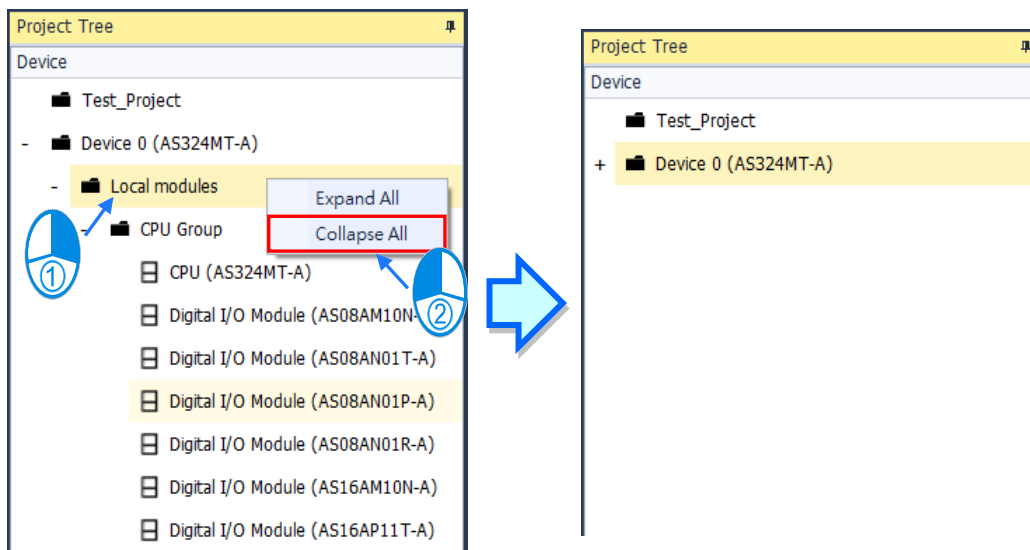 Project Tree
Device
Test_Project
- Device 0 (AS324MT-A)
- Local modules
Expand All
- CPU Group
Collapse All
CPU (AS324MT-A)
①
Digital I/O Module (AS08AM10N-
②
Digital I/O Module (AS08AN01T-A)
Digital I/O Module (AS08AN01P-A)
Digital I/O Module (AS08AN01R-A)
Digital I/O Module (AS16AM10N-A)
Digital I/O Module (AS16AP11T-A)
Project Tree
Device
Test_Project
+ Device 0 (AS324MT-A)